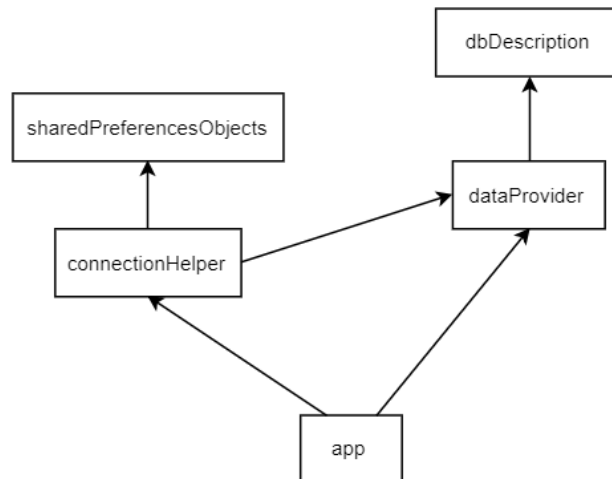 dbDescription
sharedPreferencesObjects
dataProvider
connectionHelper
app